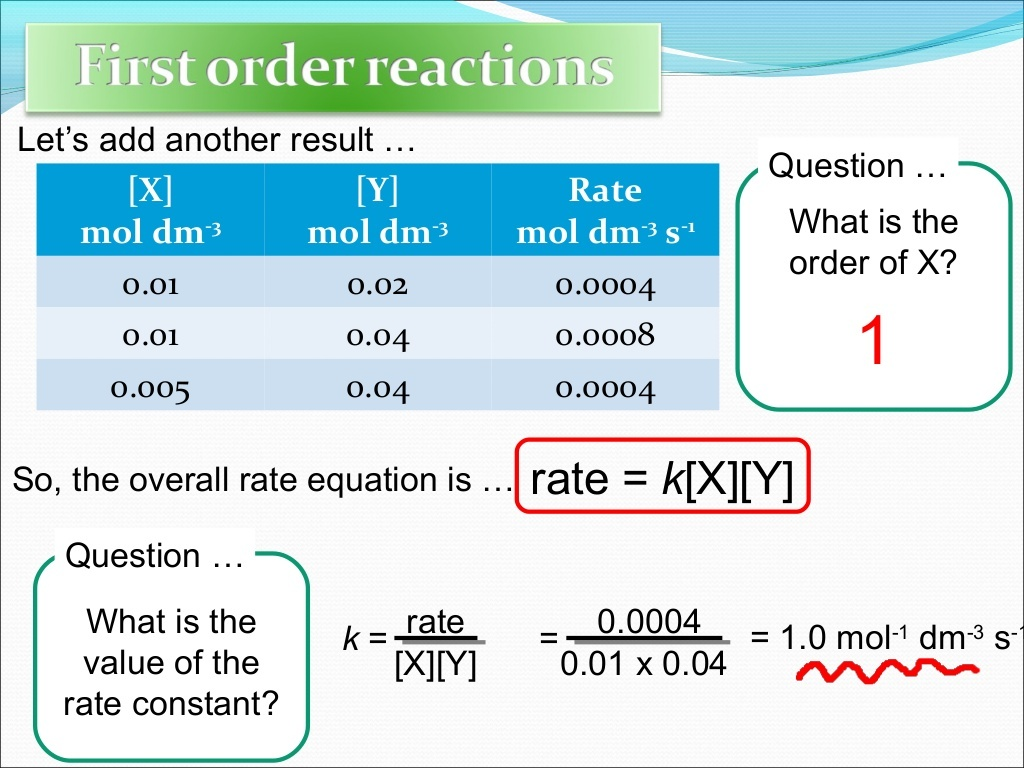 First order reactions
Let’s add another result …
[X] [Y] Rate
mol dm-3 mol dm-3 mol dm-3 s-1
0.01 0.02 0.0004
0.01 0.04 0.0008
0.005 0.04 0.0004
Question …
What is the
order of X?
1
So, the overall rate equation is … rate = k[X][Y]
Question …
What is the
value of the
rate constant?
k = rate / [X][Y] = 0.0004 / 0.01 x 0.04 = 1.0 mol-1 dm-3 s-1